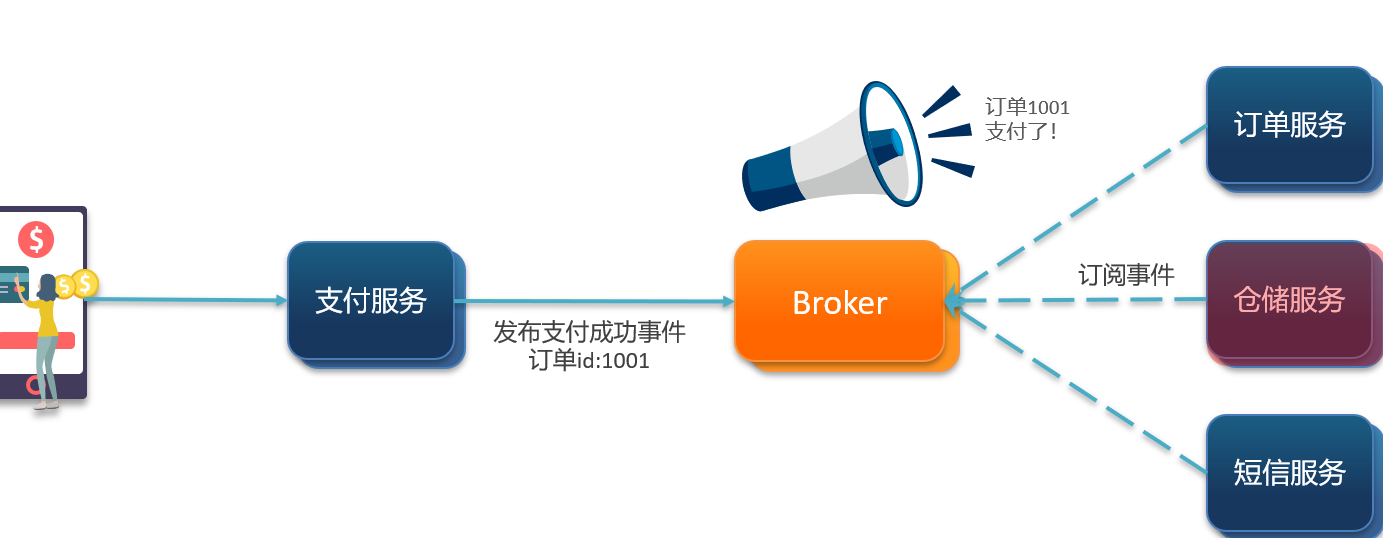 订单1001
支付了!
订单服务
支付服务
发布支付成功事件
订单id:1001
Broker
订阅事件
仓储服务
短信服务
$
$
$